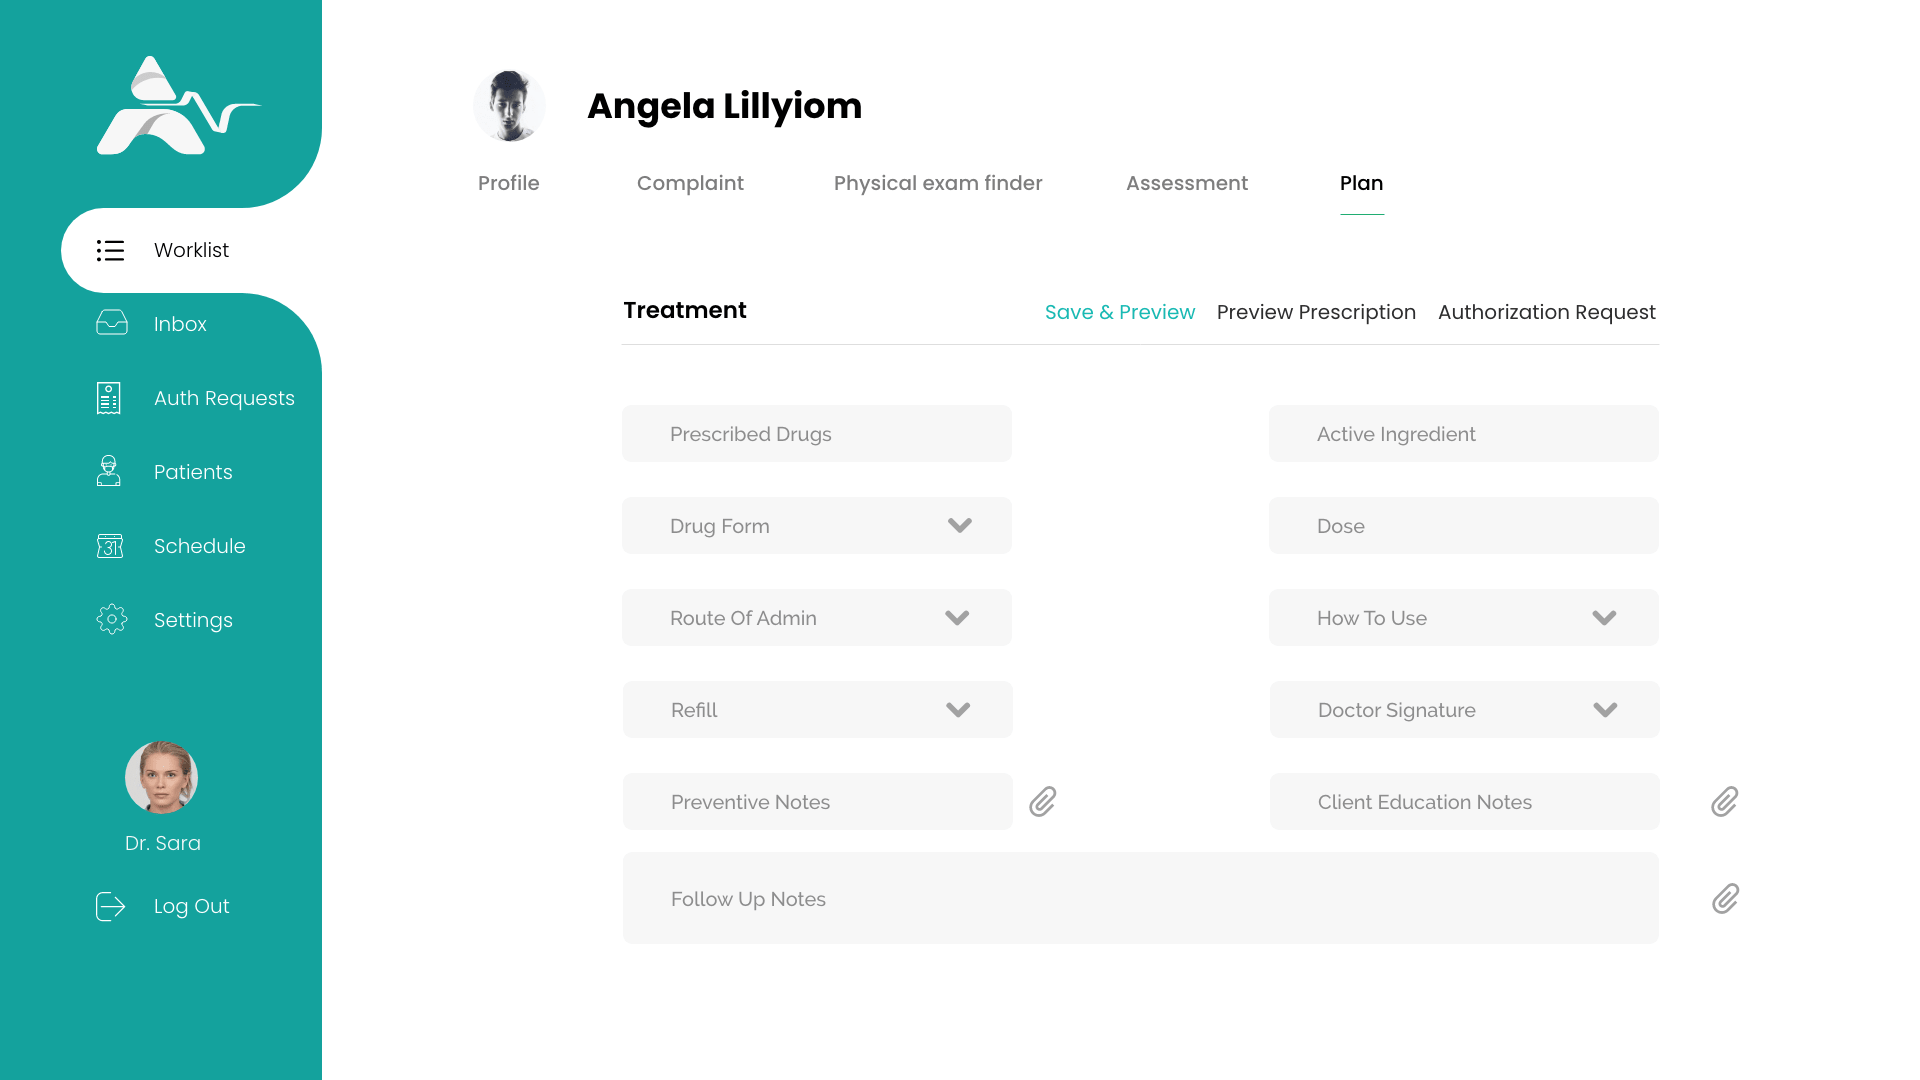 Angela Lillyiom
Profile
Complaint
Physical exam finder
Assessment
Plan
Worklist
Inbox
Auth Requests
Patients
31
Schedule
Settings
Dr. Sara
Log Out
Treatment
Save & Preview
Preview Prescription
Authorization Request
Prescribed Drugs
Active Ingredient
Drug Form
Dose
Route Of Admin
How To Use
Refill
Doctor Signature
Preventive Notes
Client Education Notes
Follow Up Notes